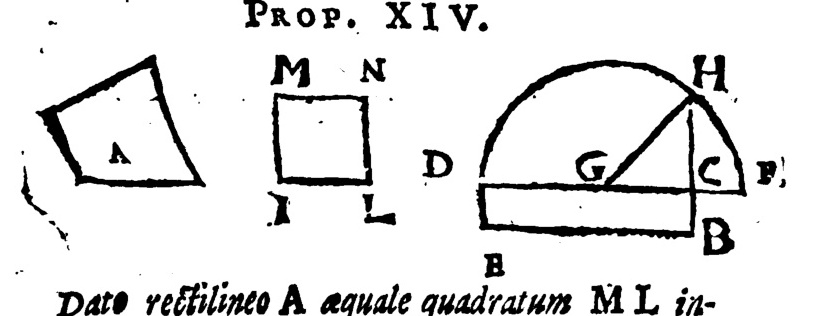 PROP. XIV.
M N H
A D G C F
I L B
E
Dato rectilineo A æquale quadratum ML in-